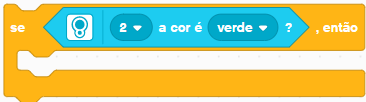 se 2 a cor é verde ? , então